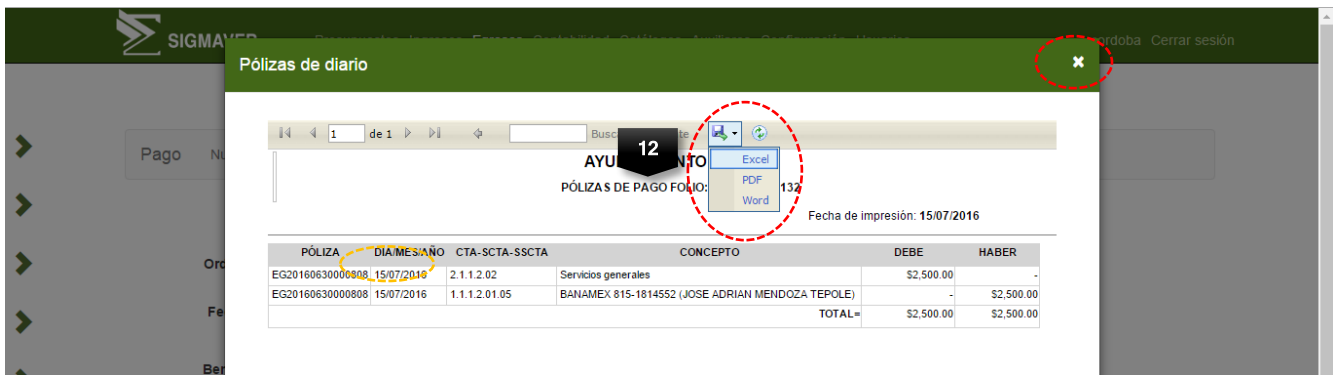 SIGMAVER
Cerrar sesión
Pólizas de diario
1 de 1
12
Excel
PDF
Word
PÓLIZAS DE PAGO FOLIO: 132
Fecha de impresión: 15/07/2016
Pago
PÓLIZA DIA/MES/AÑO CTA-SCTA-SSCTA CONCEPTO DEBE HABER
EG20160630000808 15/07/2016 2.1.1.2.02 Servicios generales $2,500.00 -
EG20160630000808 15/07/2016 1.1.1.2.01.05 BANAMEX 815-1814552 (JOSE ADRIAN MENDOZA TEPOLE) - $2,500.00
TOTAL= $2,500.00 $2,500.00